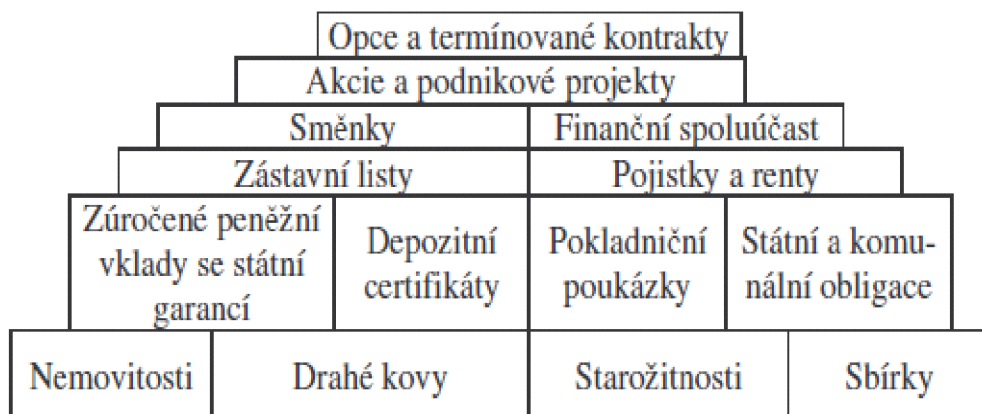 Opce a termínované kontrakty
Akcie a podnikové projekty
Směnky
Finanční spoluúčast
Zástavní listy
Pojistky a renty
Zúročené peněžní
vklady se státní
garancí
Depozitní
certifikáty
Pokladniční
poukázky
Státní a komu-
nální obligace
Nemovitosti
Drahé kovy
Starožitnosti
Sbírky